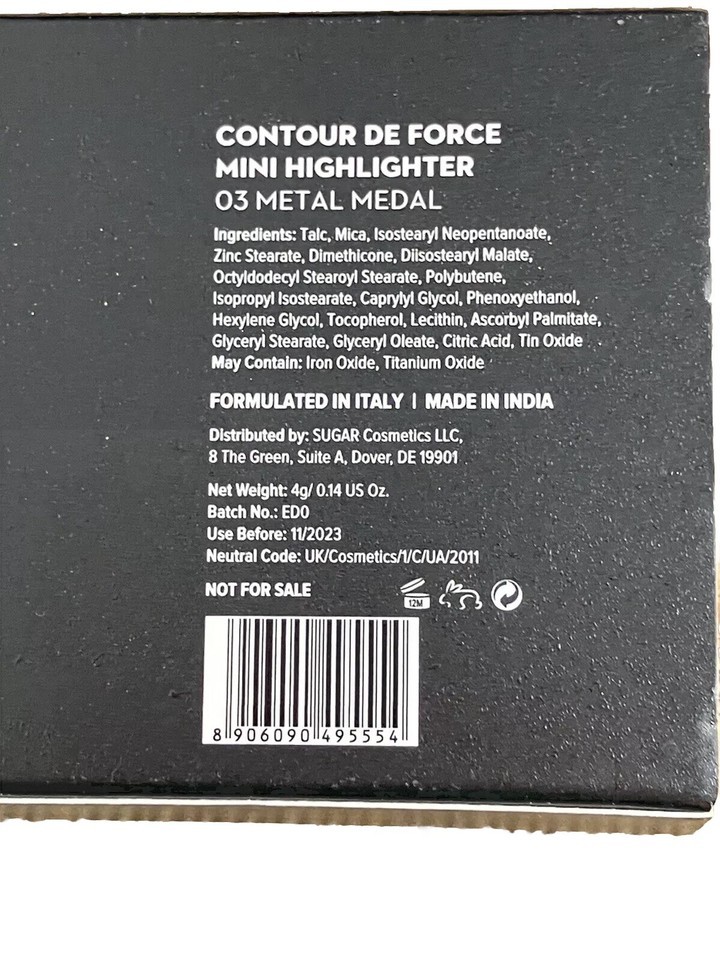 CONTOUR DE FORCE
MINI HIGHLIGHTER
03 METAL MEDAL
Ingredients: Talc, Mica, Isostearyl Neopentanoate,
Zinc Stearate, Dimethicone, Diisostearyl Malate,
Octyldodecyl Stearoyl Stearate, Polybutene,
Isopropyl Isostearate, Caprylyl Glycol, Phenoxyethanol,
Hexylene Glycol, Tocopherol, Lecithin, Ascorbyl Palmitate,
Glyceryl Stearate, Glyceryl Oleate, Citric Acid, Tin Oxide
May Contain: Iron Oxide, Titanium Oxide
FORMULATED IN ITALY | MADE IN INDIA
Distributed by: SUGAR Cosmetics LLC,
8 The Green, Suite A, Dover, DE 19901
Net Weight: 4g/ 0.14 US Oz.
Batch No.: ED0
Use Before: 11/2023
Neutral Code: UK/Cosmetics/1/C/UA/2011
NOT FOR SALE
12M
8 906090 495554